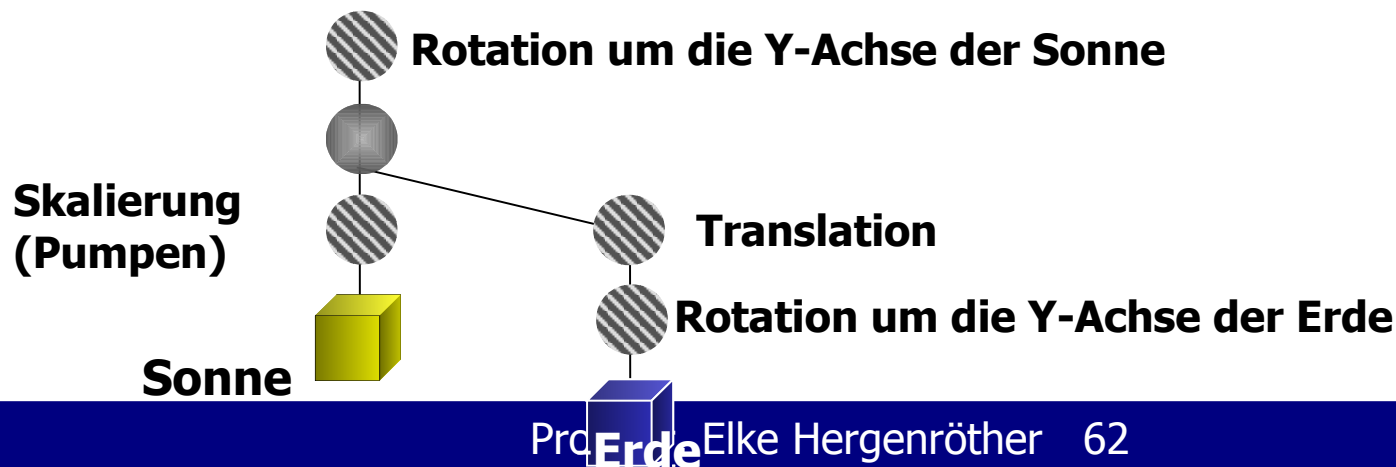 Rotation um die Y-Achse der Sonne
Skalierung
(Pumpen)
Translation
Rotation um die Y-Achse der Erde
Sonne
Erde
Elke Hergenröther 62